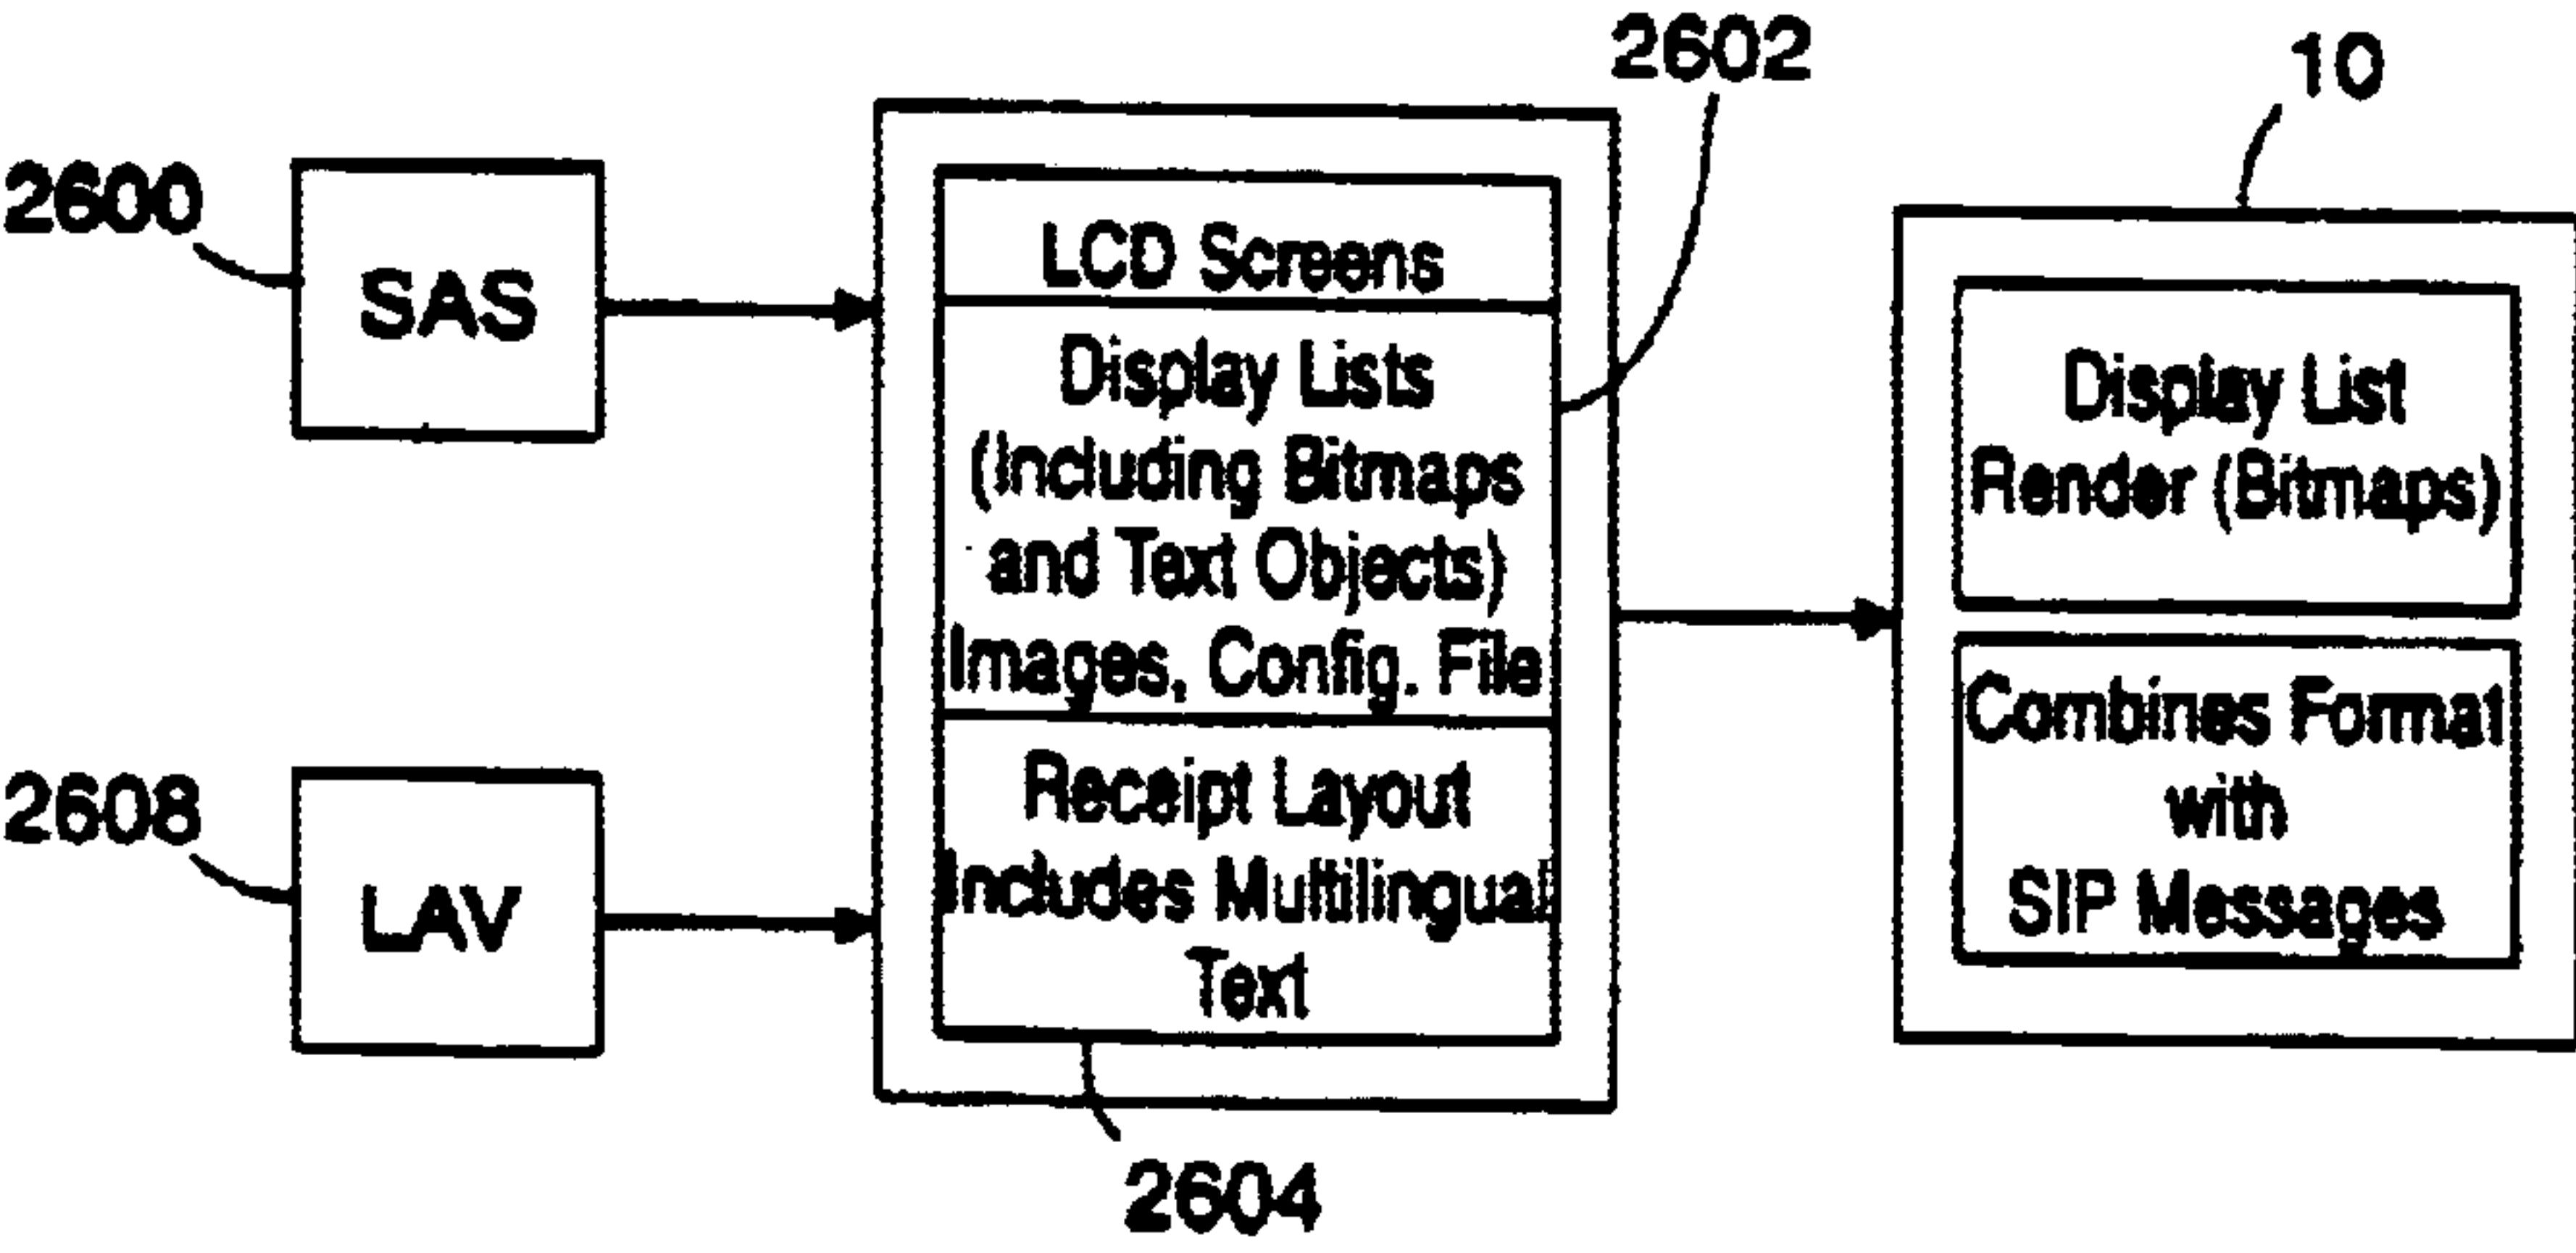 2600
SAS
2608
LAV
2602
LCD Screens
Display Lists
(Including Bitmaps
and Text Objects)
Images, Config. File
Receipt Layout
Includes Multilingual
Text
2604
10
Display List
Render (Bitmaps)
Combines Format
with
SIP Messages